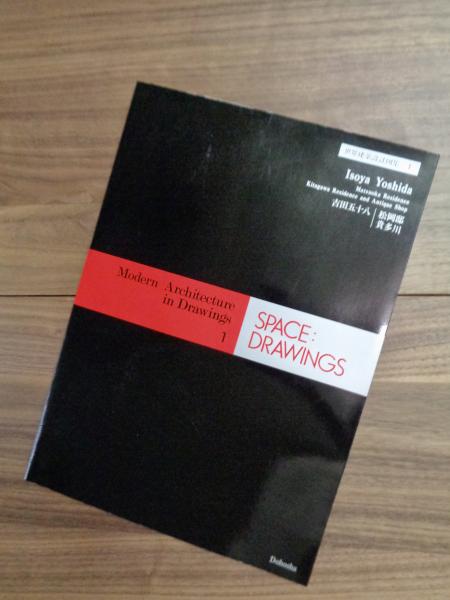 世界建築設計図集 1
Isoya Yoshida
Matsuoka Residence
Kitagawa Residence and Antique Shop
吉田五十八
松岡邸
貴多川
Modern Architecture
in Drawings
1
SPACE:
DRAWINGS
Dohosha